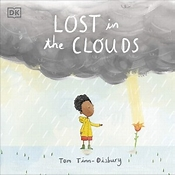 DK
LOST in
the CLOUDS
Tom Tinn-Disbury